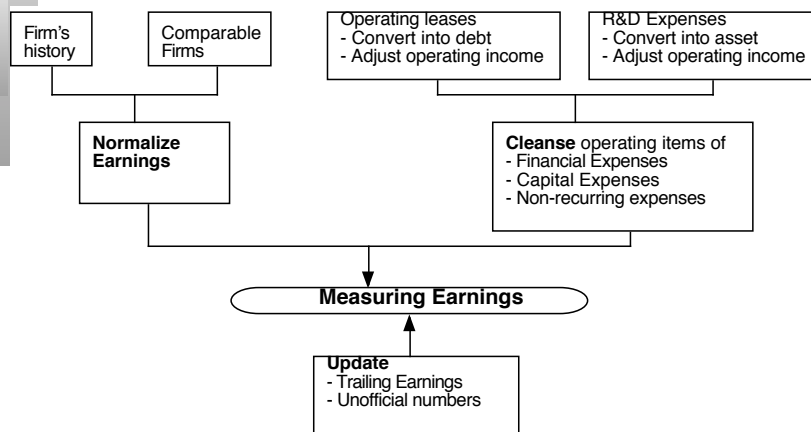 Firm's
history
Comparable
Firms
Operating leases
- Convert into debt
- Adjust operating income
R&D Expenses
- Convert into asset
- Adjust operating income
Normalize
Earnings
Cleanse operating items of
- Financial Expenses
- Capital Expenses
- Non-recurring expenses
Measuring Earnings
Update
- Trailing Earnings
- Unofficial numbers